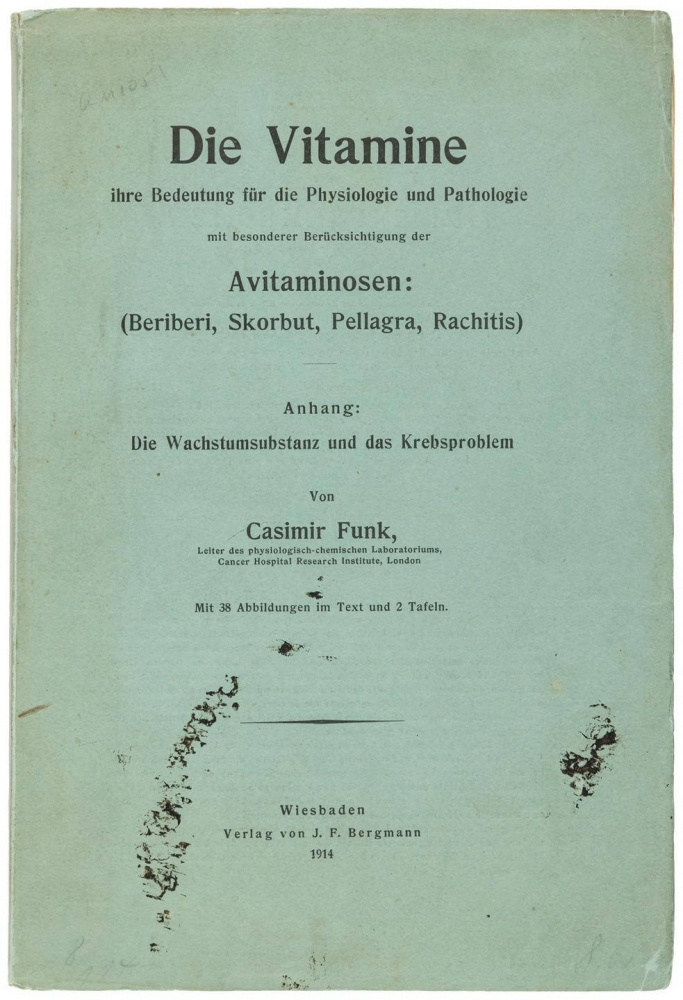 Die Vitamine
ihre Bedeutung für die Physiologie und Pathologie
mit besonderer Berücksichtigung der
Avitaminosen:
(Beriberi, Skorbut, Pellagra, Rachitis)
Anhang:
Die Wachstumsubstanz und das Krebsproblem
Von
Casimir Funk,
Leiter des physiologisch-chemischen Laboratoriums,
Cancer Hospital Research Institute, London
Mit 38 Abbildungen im Text und 2 Tafeln.
Wiesbaden
Verlag von J. F. Bergmann
1914